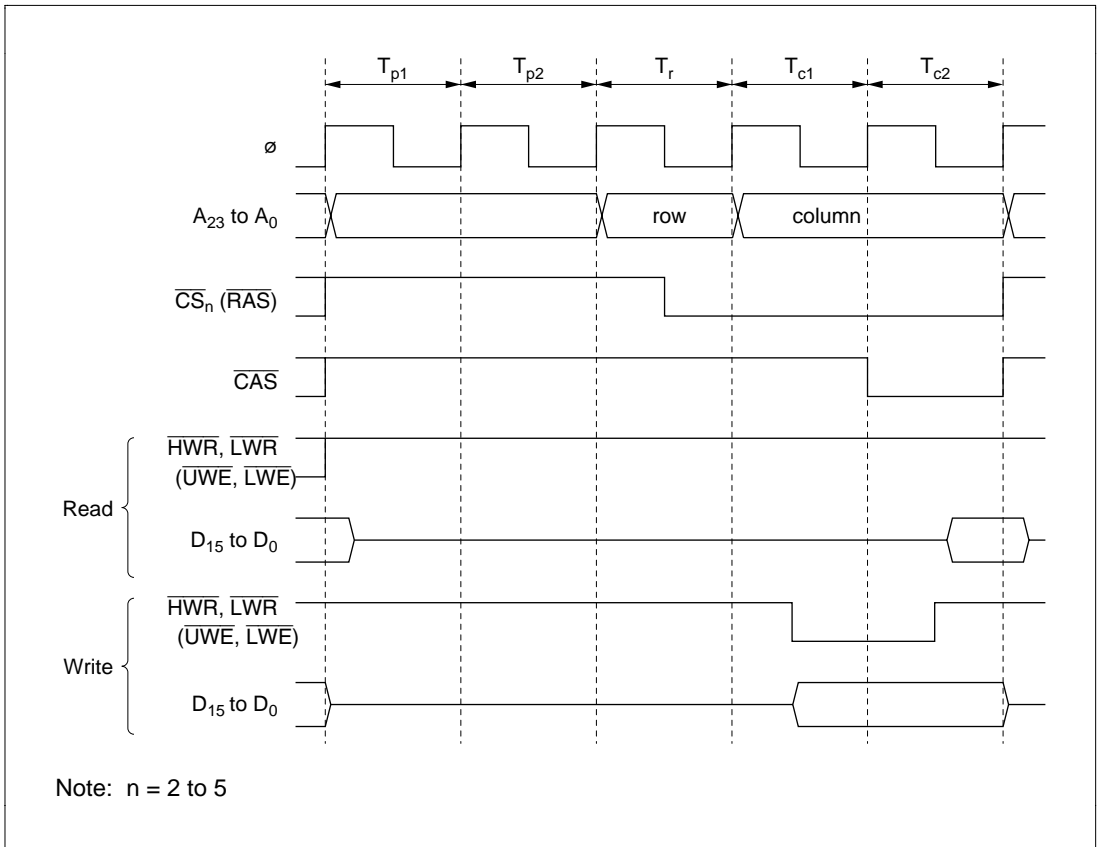 Tp1 Tp2 Tr Tc1 Tc2
ø
A23 to A0 row column
CSn (RAS)
CAS
HWR, LWR
(UWE, LWE)
Read
D15 to D0
HWR, LWR
(UWE, LWE)
Write
D15 to D0
Note: n = 2 to 5